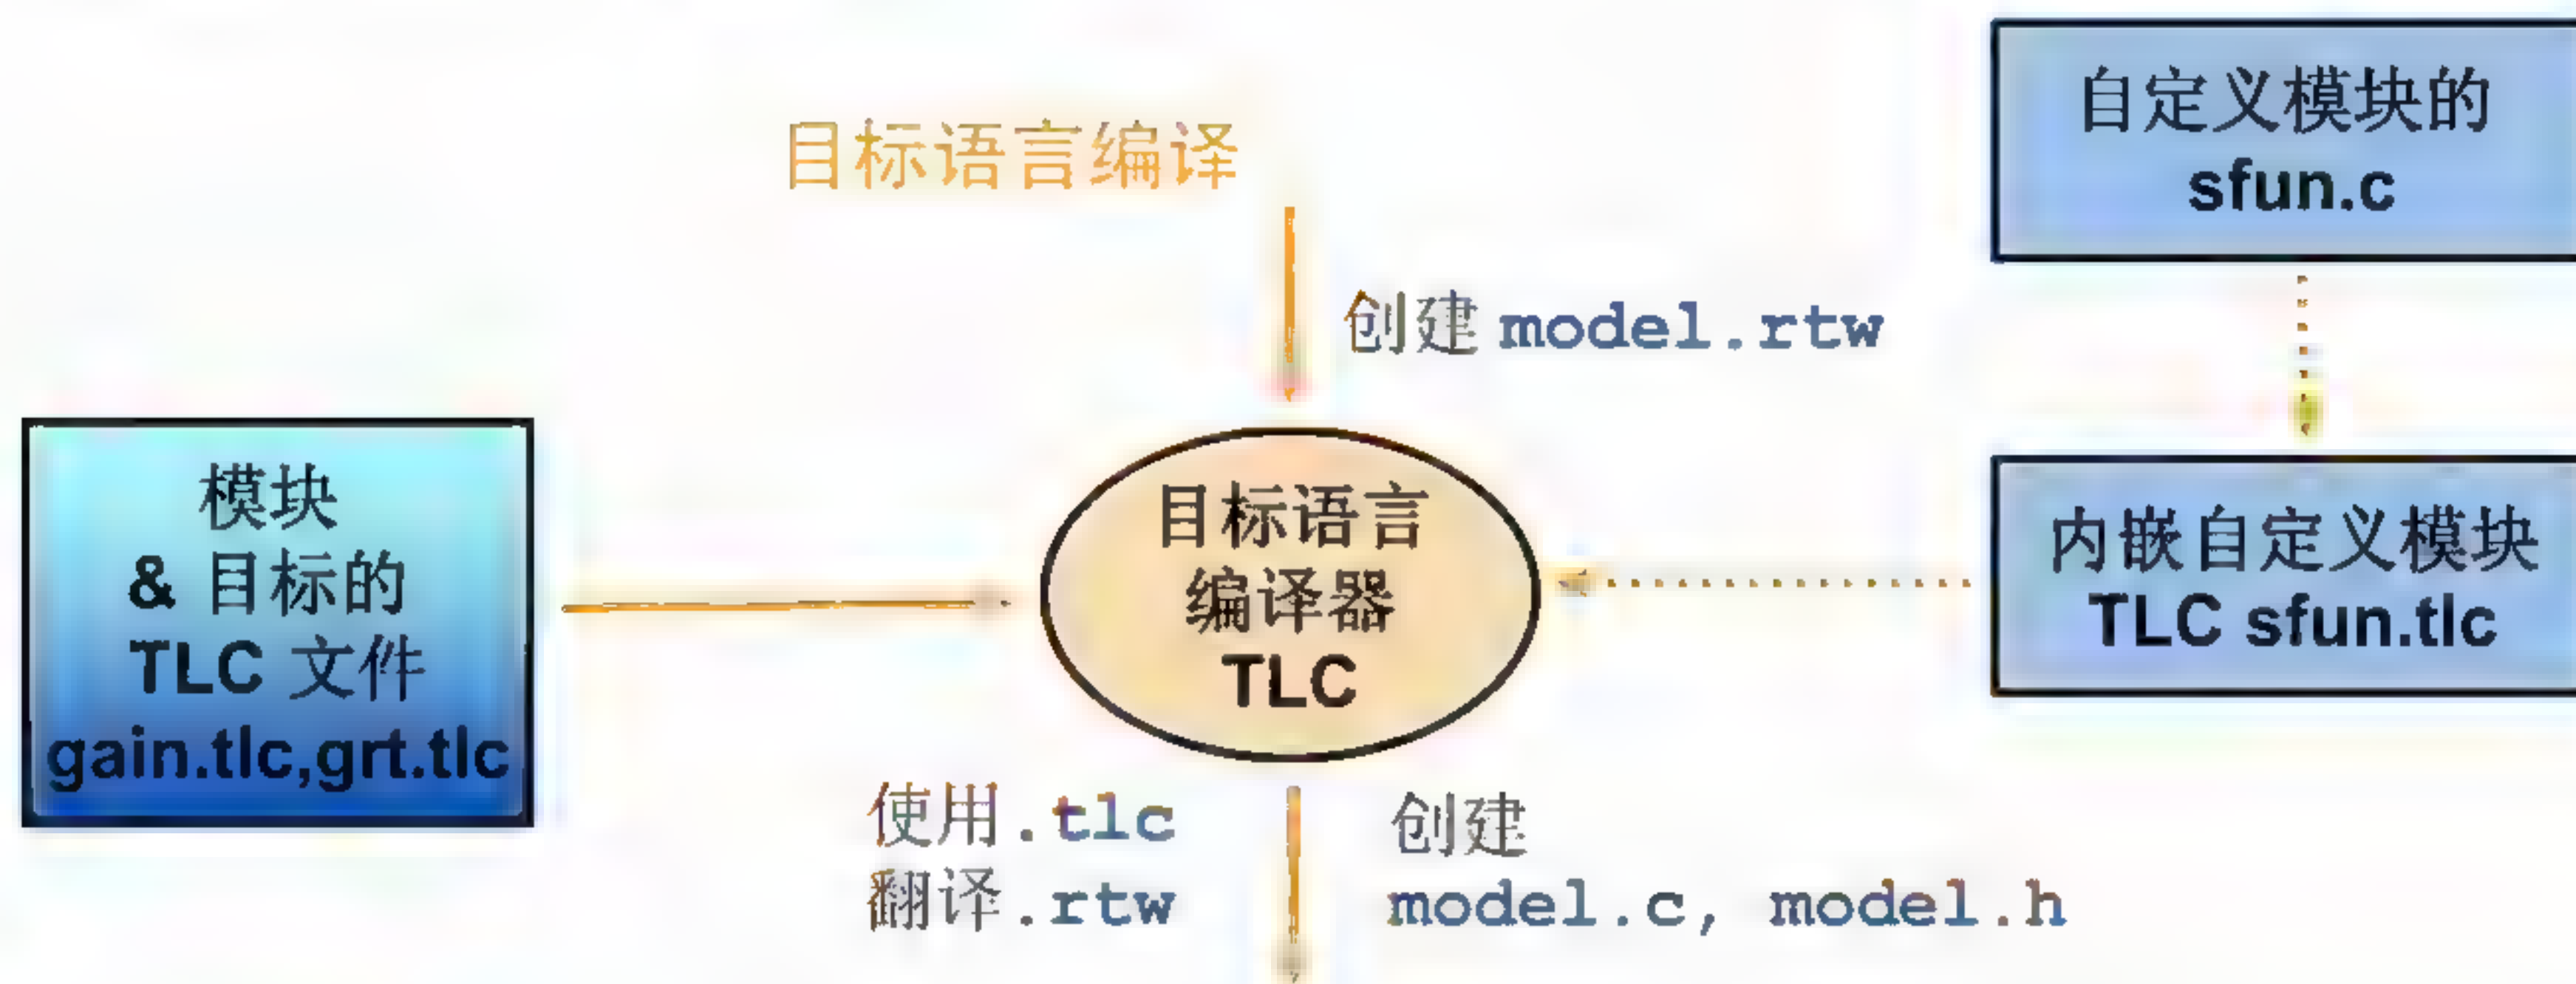 目标语言编译
自定义模块的
sfun.c
创建 model.rtw
模块
& 目标的
TLC 文件
gain.tlc,grt.tlc
目标语言
编译器
TLC
内嵌自定义模块
TLC sfun.tlc
使用.tlc
翻译.rtw
创建
model.c, model.h